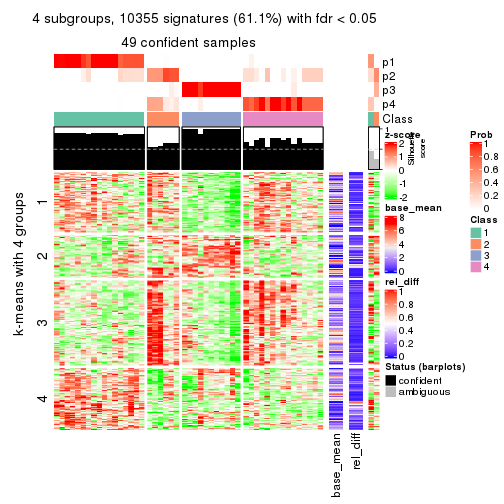 4 subgroups, 10355 signatures (61.1%) with fdr < 0.05
49 confident samples
p1
p2
p3
p4
Class
Silhouette
score
k-means with 4 groups
1
2
3
4
base_mean
rel_diff
z-score
2
1
0
-1
-2
base_mean
8
6
4
2
0
rel_diff
1
0.8
0.6
0.4
0.2
0
Status (barplots)
confident
ambiguous
Prob
1
0.8
0.6
0.4
0.2
0
Class
1
2
3
4